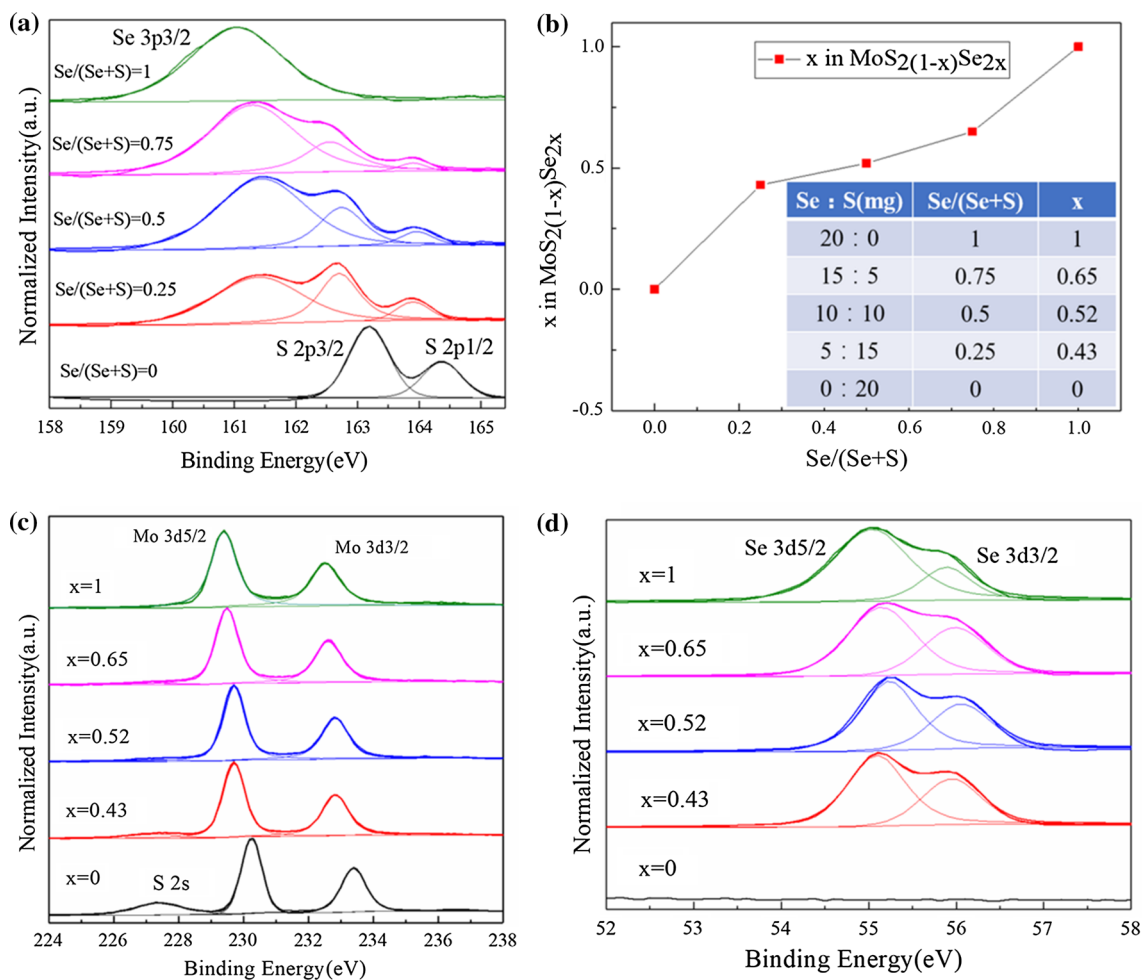 (a)
Se 3p3/2
Se/(Se+S)=1
Se/(Se+S)=0.75
Se/(Se+S)=0.5
Se/(Se+S)=0.25
S 2p3/2 S 2p1/2
Se/(Se+S)=0
Normalized Intensity(a.u.)
158 159 160 161 162 163 164 165
Binding Energy(eV)
(b)
x in MoS2(1-x)Se2x
1.0
0.5
0.0
-0.5
x in MoS2(1-x)Se2x
Se : S(mg) Se/(Se+S) x
20 : 0 1 1
15 : 5 0.75 0.65
10 : 10 0.5 0.52
5 : 15 0.25 0.43
0 : 20 0 0
0.0 0.2 0.4 0.6 0.8 1.0
Se/(Se+S)
(c)
Mo 3d5/2
Mo 3d3/2
x=1
x=0.65
x=0.52
x=0.43
x=0
S 2s
Normalized Intensity(a.u.)
224 226 228 230 232 234 236 238
Binding Energy(eV)
(d)
Se 3d5/2
Se 3d3/2
x=1
x=0.65
x=0.52
x=0.43
x=0
Normalized Intensity(a.u.)
52 53 54 55 56 57 58
Binding Energy(eV)